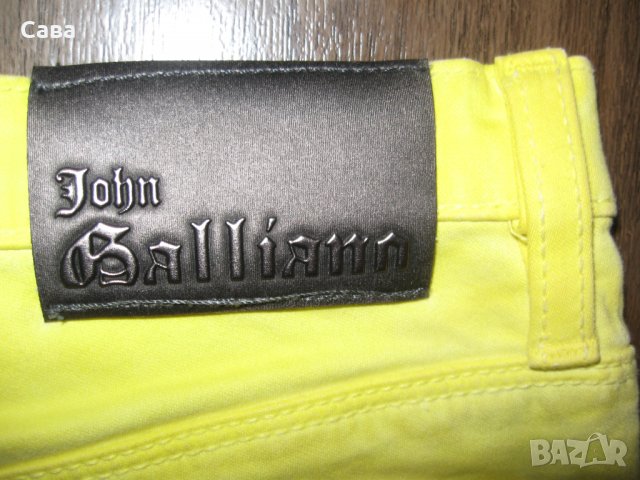 Сава
John
Galliano
BAZAR